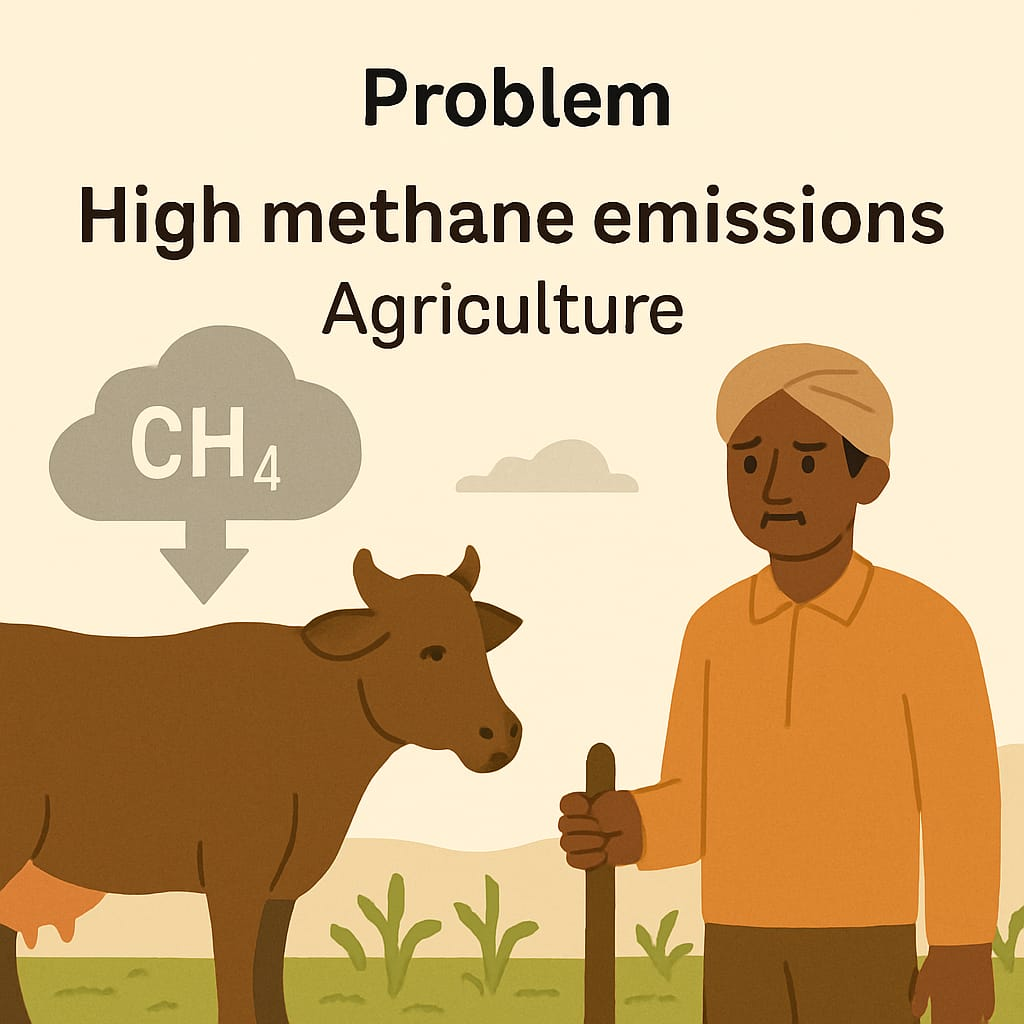 Problem
High methane emissions
Agriculture
CH₄